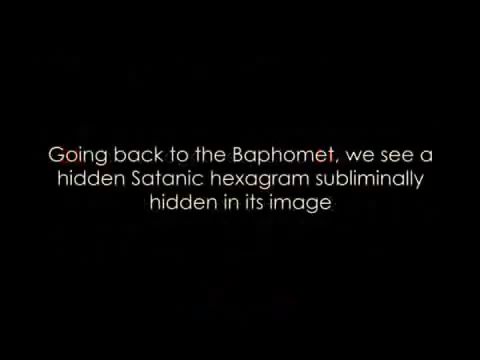 Going back to the Baphomet, we see a
hidden Satanic hexagram subliminally
hidden in its image